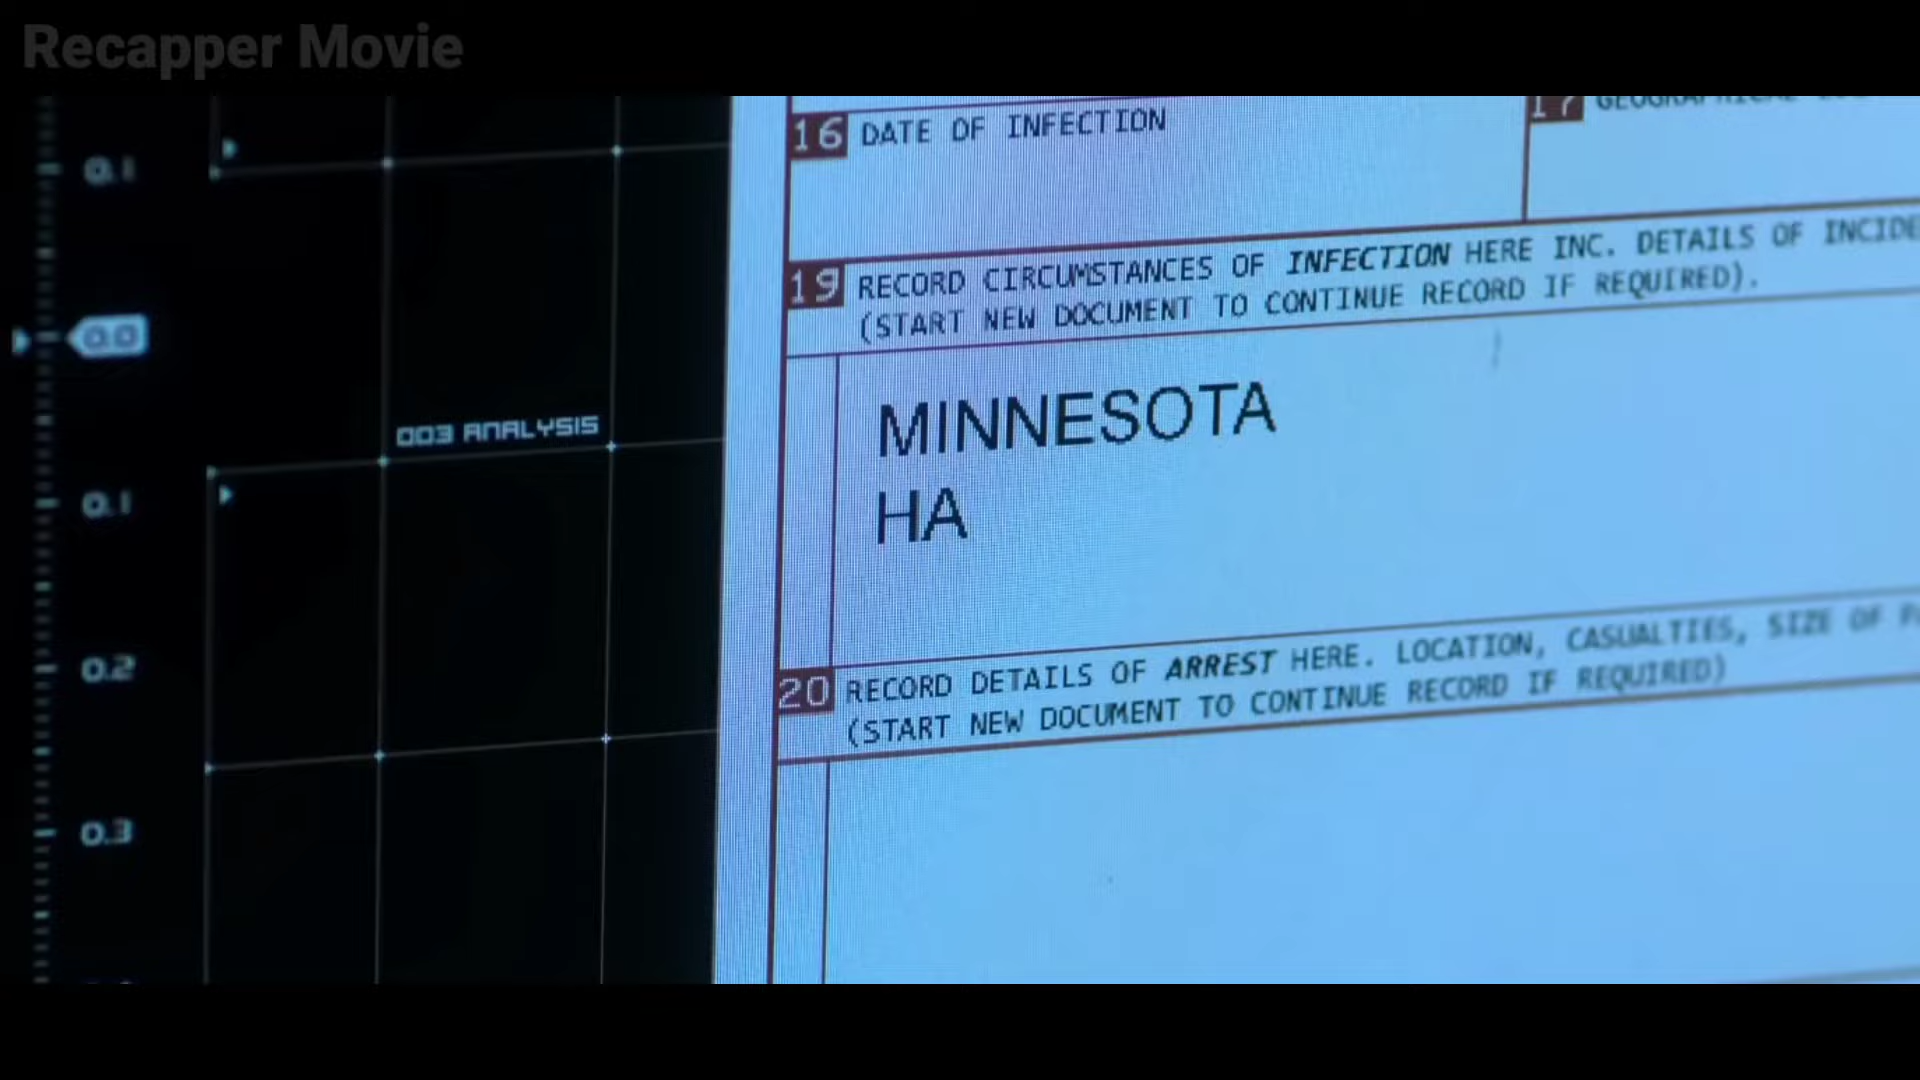 Recapper Movie
0.1
16 DATE OF INFECTION
17
0.0
19 RECORD CIRCUMSTANCES OF INFECTION HERE INC. DETAILS OF
(START NEW DOCUMENT TO CONTINUE RECORD IF REQUIRED).
003 ANALYSIS
MINNESOTA
0.1
HA
0.2
20 RECORD DETAILS OF ARREST HERE. LOCATION, CASUALTIES, SIZE OF
(START NEW DOCUMENT TO CONTINUE RECORD IF REQUIRED)
0.3